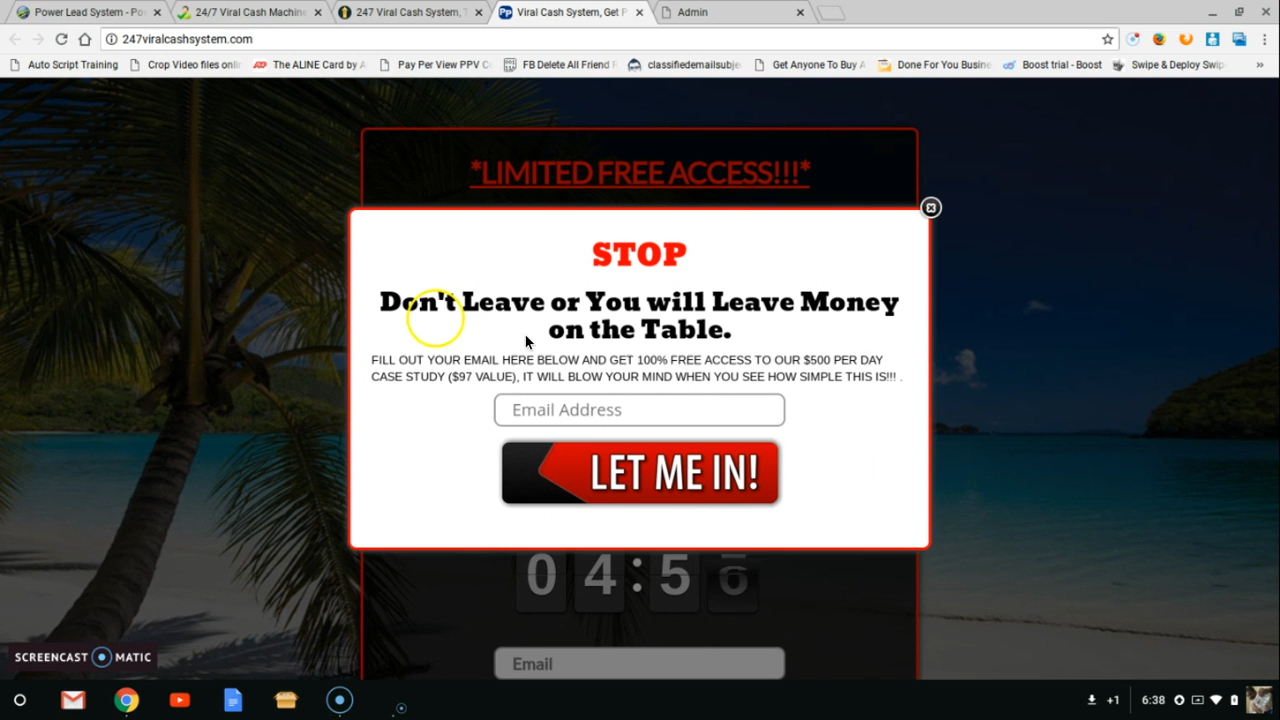 Power Lead System - Po
24/7 Viral Cash Machin
247 Viral Cash System, T
Viral Cash System, Get P
Admin
247viralcashsystem.com
Auto Script Training
Crop Video files onlin
The ALINE Card by A
Pay Per View PPV C
FB Delete All Friend
classifiedemailsubje
Get Anyone To Buy
Done For You Busin
Boost trial - Boost
Swipe & Deploy Swip
»
*LIMITED FREE ACCESS!!!*
STOP
Don't Leave or You will Leave Money
on the Table.
FILL OUT YOUR EMAIL HERE BELOW AND GET 100% FREE ACCESS TO OUR $500 PER DAY
CASE STUDY ($97 VALUE), IT WILL BLOW YOUR MIND WHEN YOU SEE HOW SIMPLE THIS IS!!! .
Email Address
LET ME IN!
04:56
Email
SCREENCAST MATIC
+1
6:38